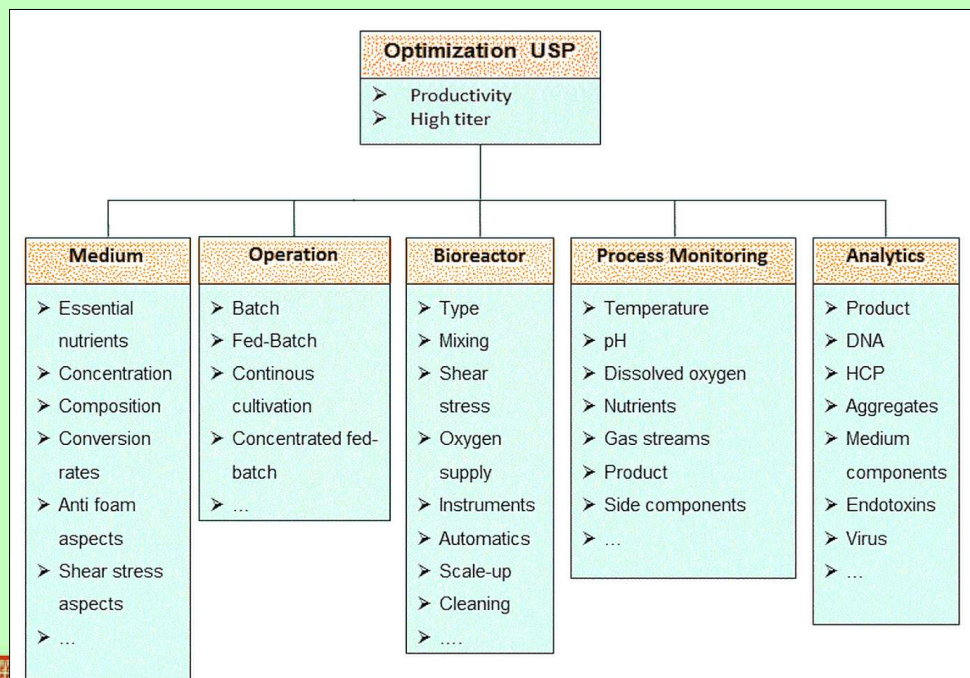 Optimization USP
➢ Productivity
➢ High titer
Medium
➢ Essential
nutrients
➢ Concentration
➢ Composition
➢ Conversion
rates
➢ Anti foam
aspects
➢ Shear stress
aspects
➢ ...
Operation
➢ Batch
➢ Fed-Batch
➢ Continous
cultivation
➢ Concentrated fed-
batch
➢ ...
Bioreactor
➢ Type
➢ Mixing
➢ Shear
stress
➢ Oxygen
supply
➢ Instruments
➢ Automatics
➢ Scale-up
➢ Cleaning
➢ ....
Process Monitoring
➢ Temperature
➢ pH
➢ Dissolved oxygen
➢ Nutrients
➢ Gas streams
➢ Product
➢ Side components
➢ ...
Analytics
➢ Product
➢ DNA
➢ HCP
➢ Aggregates
➢ Medium
components
➢ Endotoxins
➢ Virus
➢ ...